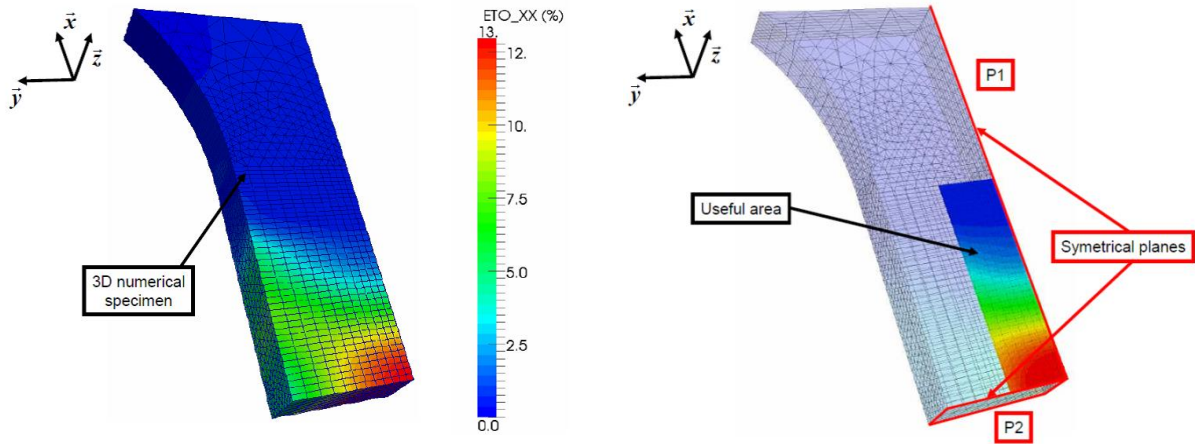 x⃗
z⃗
y⃗
3D numerical
specimen
ETO_XX (%)
13.
12.
10.
7.5
5.0
2.5
0.0
x⃗
z⃗
y⃗
P1
Useful area
Symetrical planes
P2